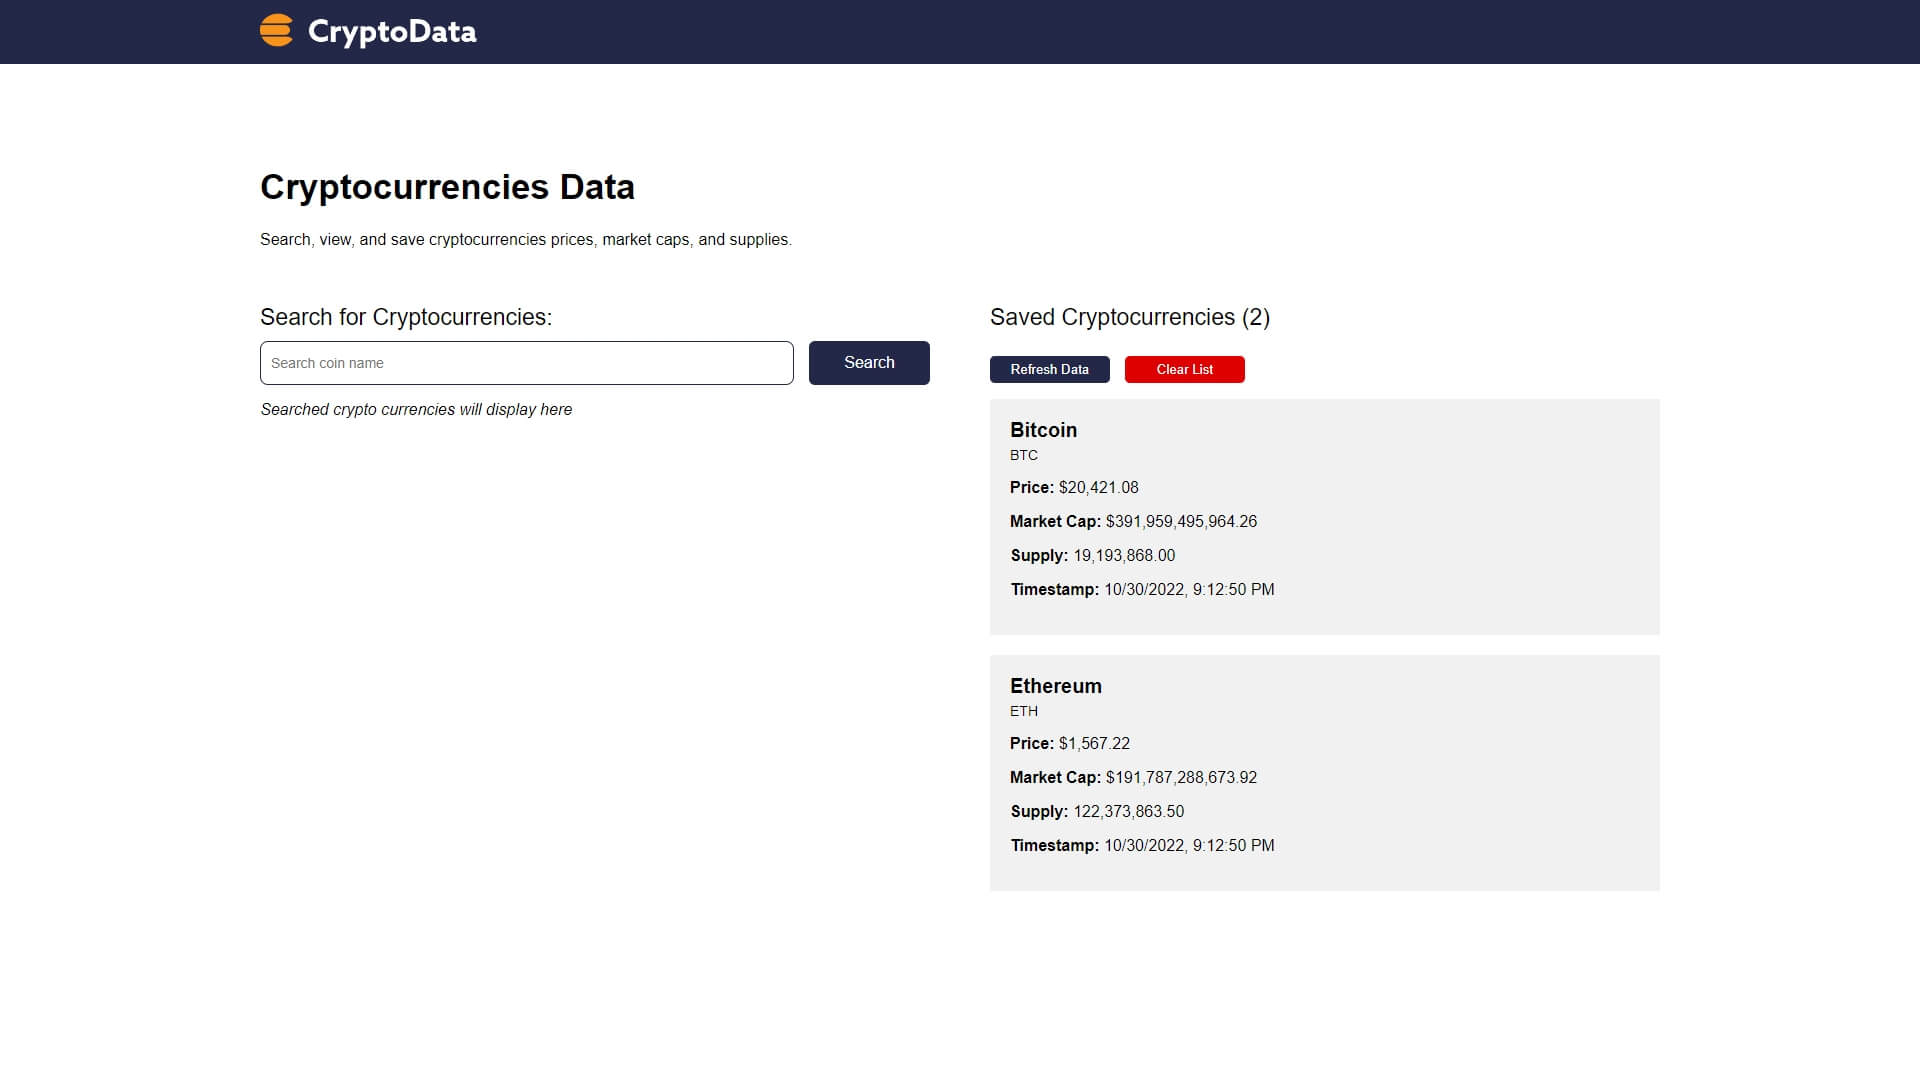 CryptoData
Cryptocurrencies Data
Search, view, and save cryptocurrencies prices, market caps, and supplies.
Search for Cryptocurrencies:
Search coin name
Search
Searched crypto currencies will display here
Saved Cryptocurrencies (2)
Refresh Data
Clear List
Bitcoin
BTC
Price: $20,421.08
Market Cap: $391,959,495,964.26
Supply: 19,193,868.00
Timestamp: 10/30/2022, 9:12:50 PM
Ethereum
ETH
Price: $1,567.22
Market Cap: $191,787,288,673.92
Supply: 122,373,863.50
Timestamp: 10/30/2022, 9:12:50 PM